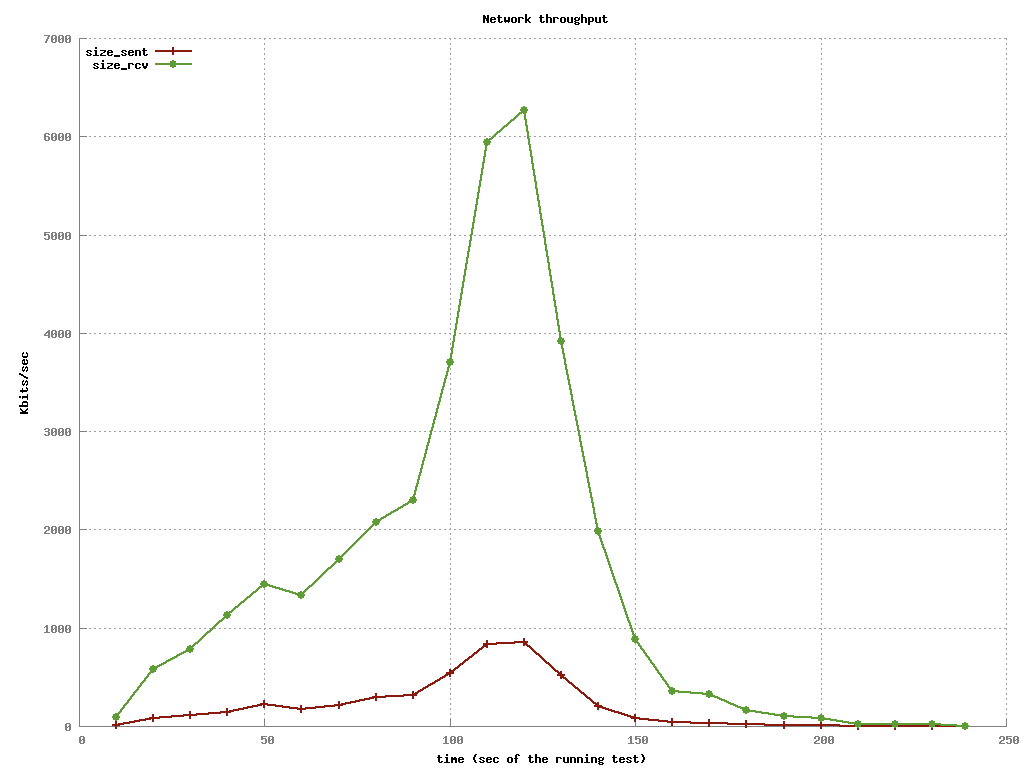 Network throughput
7000
size_sent
size_rcv
6000
5000
4000
Kbits/sec
3000
2000
1000
0
0 50 100 150 200 250
time (sec of the running test)